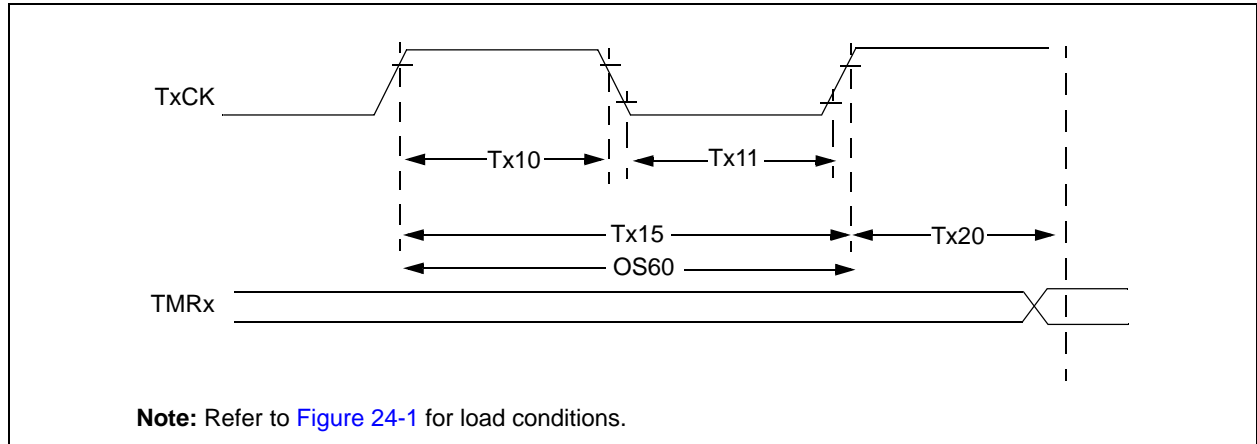 TxCK
Tx10
Tx11
Tx15
Tx20
OS60
TMRx
Note: Refer to Figure 24-1 for load conditions.